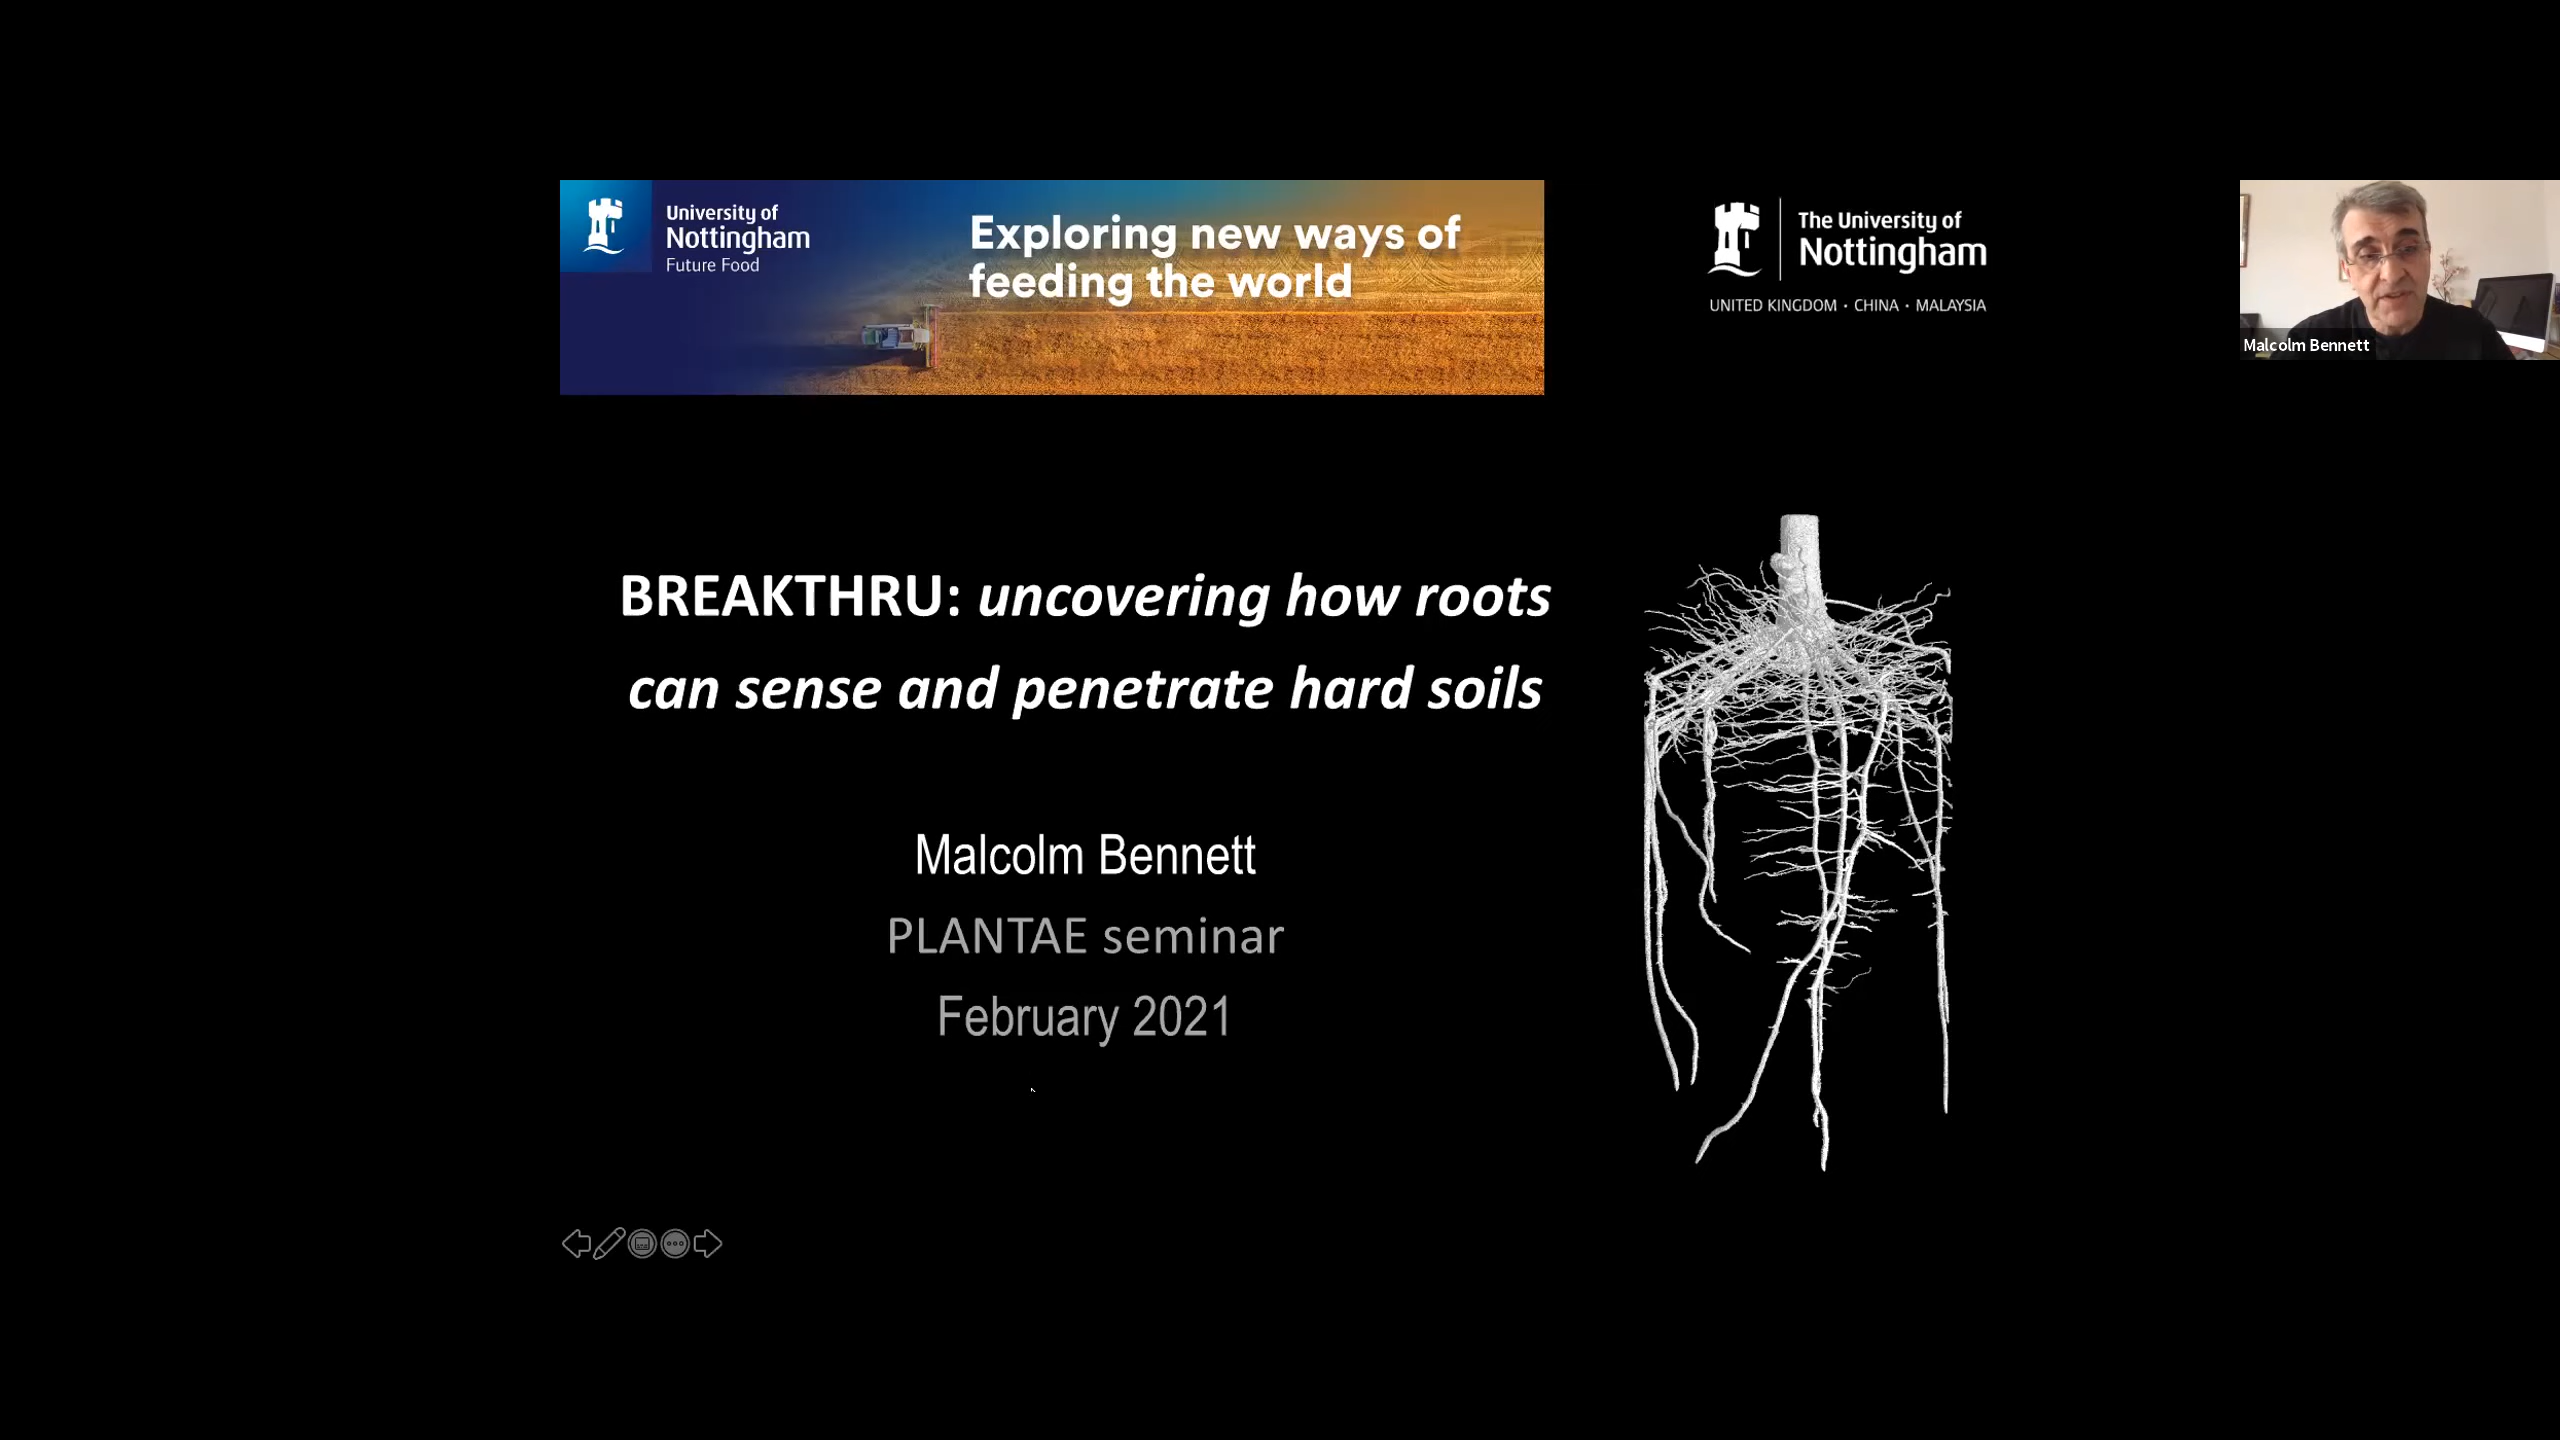 University of
Nottingham
Future Food
Exploring new ways of
feeding the world
The University of
Nottingham
UNITED KINGDOM · CHINA · MALAYSIA
Malcolm Bennett
BREAKTHRU: uncovering how roots
can sense and penetrate hard soils
Malcolm Bennett
PLANTAE seminar
February 2021